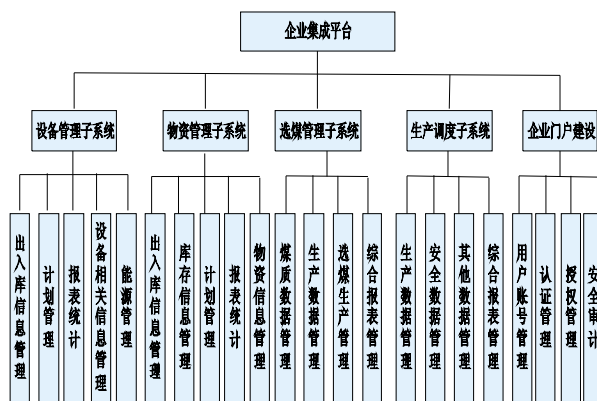 企业集成平台
设备管理子系统
物资管理子系统
选煤管理子系统
生产调度子系统
企业门户建设
出入库信息管理
计划管理
报表统计
设备相关信息管理
能源管理
出入库信息管理
库存信息管理
计划管理
报表统计
物资信息管理
煤质数据管理
生产数据管理
选煤生产管理
综合报表管理
生产数据管理
安全数据管理
其他数据管理
综合报表管理
用户账号管理
认证管理
授权管理
安全审计